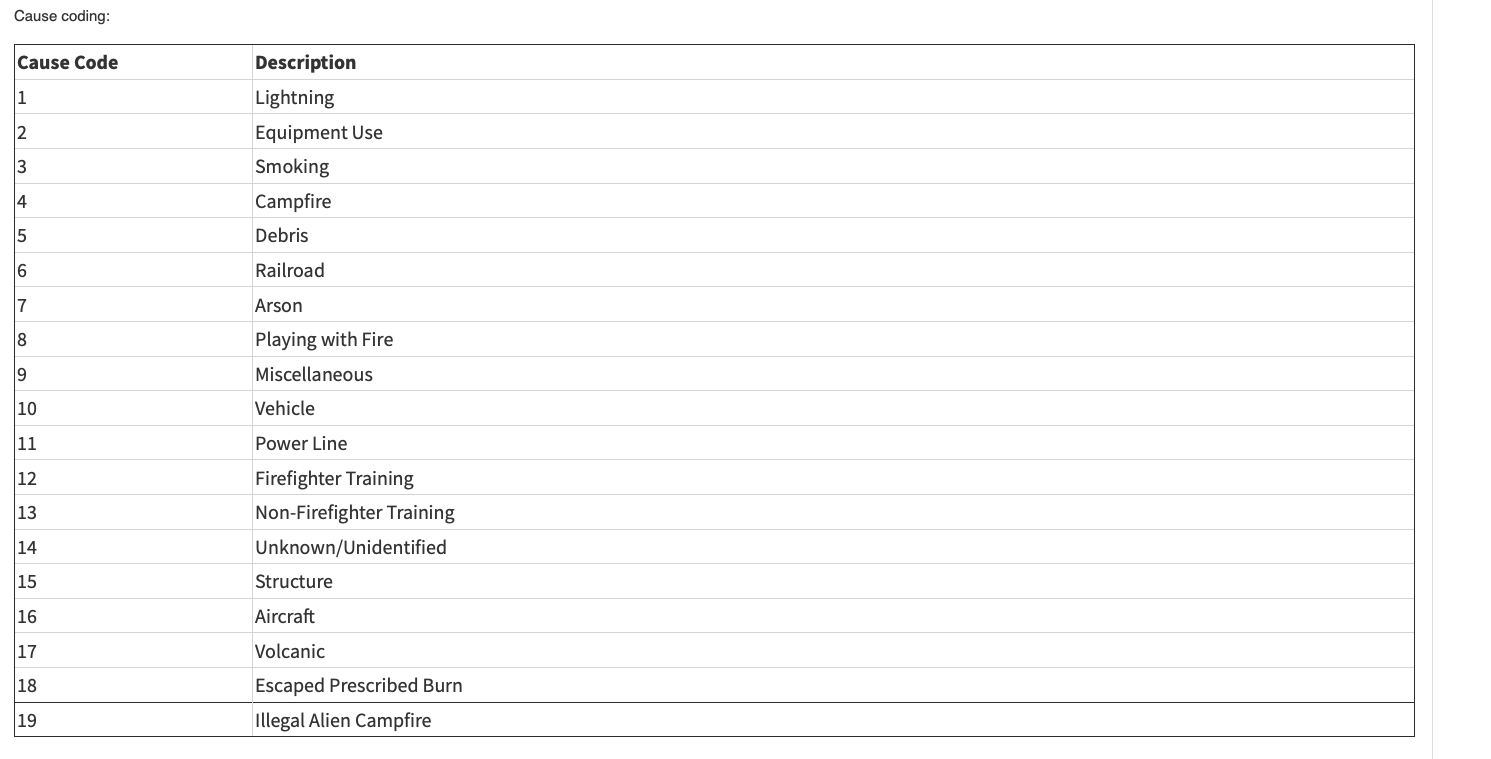 Cause coding:
Cause Code Description
1 Lightning
2 Equipment Use
3 Smoking
4 Campfire
5 Debris
6 Railroad
7 Arson
8 Playing with Fire
9 Miscellaneous
10 Vehicle
11 Power Line
12 Firefighter Training
13 Non-Firefighter Training
14 Unknown/Unidentified
15 Structure
16 Aircraft
17 Volcanic
18 Escaped Prescribed Burn
19 Illegal Alien Campfire